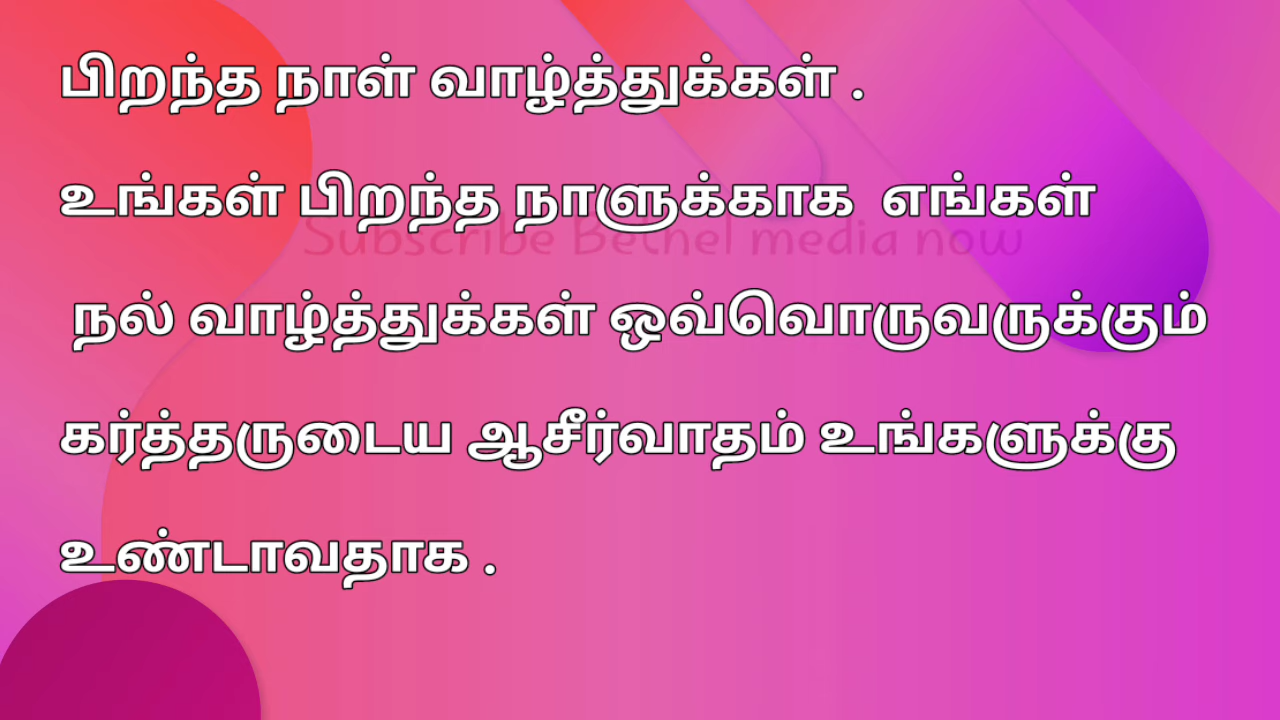 பிறந்த நாள் வாழ்த்துக்கள் .
உங்கள் பிறந்த நாளுக்காக எங்கள்
Subscribe Bethel media now
நல் வாழ்த்துக்கள் ஒவ்வொருவருக்கும்
கர்த்தருடைய ஆசீர்வாதம் உங்களுக்கு
உண்டாவதாக .